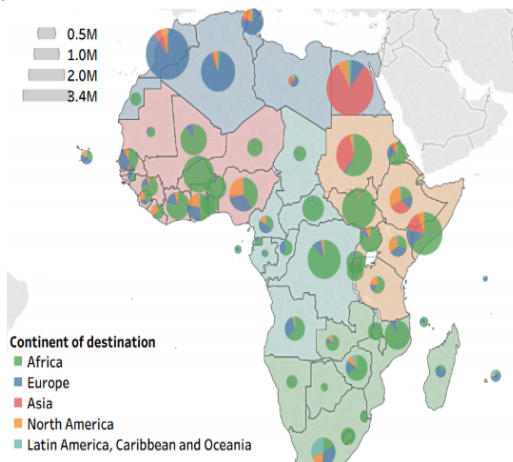 0.5M
1.0M
2.0M
3.4M
Continent of destination
Africa
Europe
Asia
North America
Latin America, Caribbean and Oceania